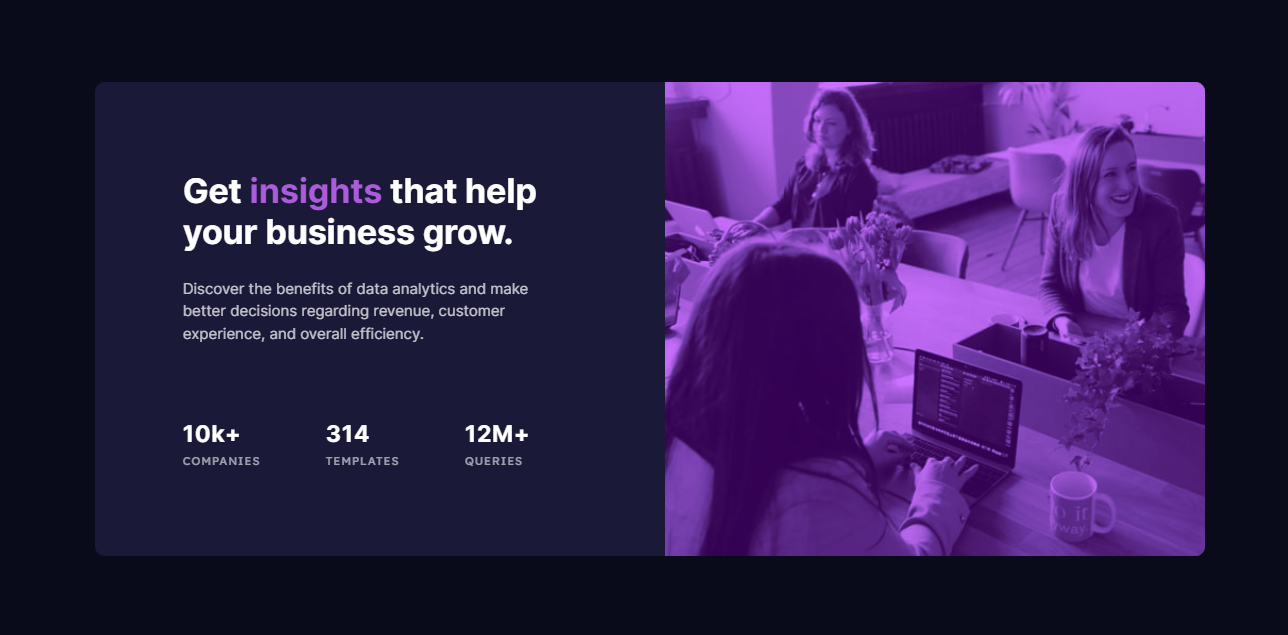 Get insights that help
your business grow.
Discover the benefits of data analytics and make
better decisions regarding revenue, customer
experience, and overall efficiency.
10k+ 314 12M+
COMPANIES TEMPLATES QUERIES